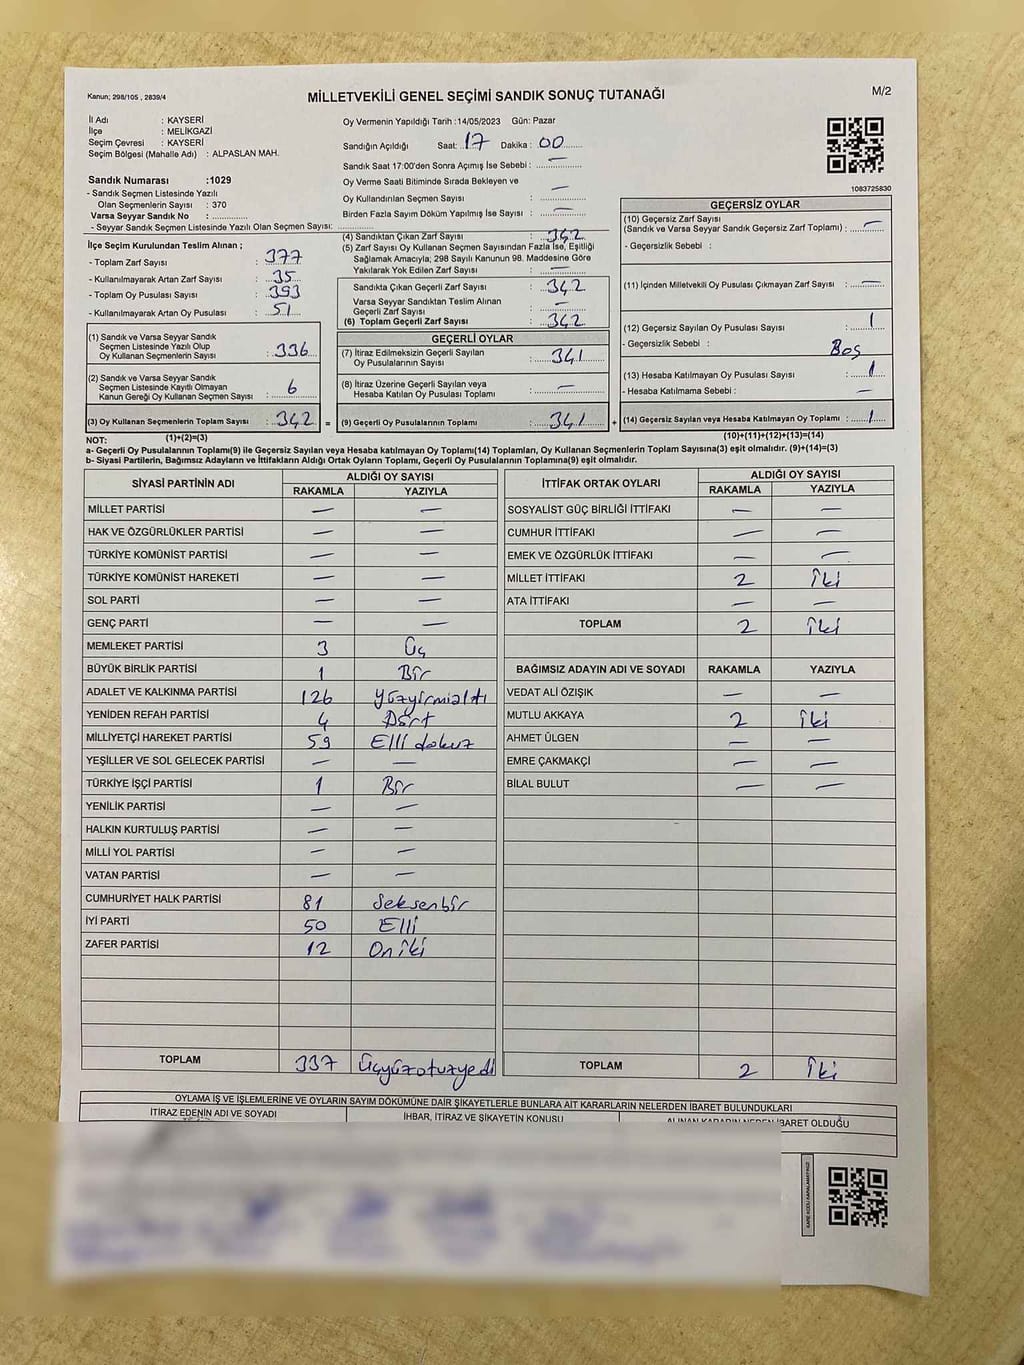 Kanun; 298/105 , 2839/4
MİLLETVEKİLİ GENEL SEÇİMİ SANDIK SONUÇ TUTANAĞI
M/2
İl Adı : KAYSERİ
İlçe : MELİKGAZİ
Seçim Çevresi : KAYSERİ
Seçim Bölgesi (Mahalle Adı) : ALPASLAN MAH.
Sandık Numarası :1029
- Sandık Seçmen Listesinde Yazılı
Olan Seçmenlerin Sayısı : 370
Varsa Seyyar Sandık No : ..............
- Seyyar Sandık Seçmen Listesinde Yazılı Olan Seçmen Sayısı: ..............
Oy Vermenin Yapıldığı Tarih :14/05/2023 Gün: Pazar
Sandığın Açıldığı Saat: 17 Dakika : 00
Sandık Saat 17:00'den Sonra Açımış İse Sebebi : —
Oy Verme Saati Bitiminde Sırada Bekleyen ve
Oy Kullandırılan Seçmen Sayısı : —
Birden Fazla Sayım Döküm Yapılmış İse Sayısı : —
1083725830
İlçe Seçim Kurulundan Teslim Alınan ;
- Toplam Zarf Sayısı : 377
- Kullanılmayarak Artan Zarf Sayısı : 35
- Toplam Oy Pusulası Sayısı : 393
- Kullanılmayarak Artan Oy Pusulası : 51
(4) Sandıktan Çıkan Zarf Sayısı : 342
(5) Zarf Sayısı Oy Kullanan Seçmen Sayısından Fazla İse, Eşitliği
Sağlamak Amacıyla; 298 Sayılı Kanunun 98. Maddesine Göre
Yakılarak Yok Edilen Zarf Sayısı : —
Sandıkta Çıkan Geçerli Zarf Sayısı : 342
Varsa Seyyar Sandıktan Teslim Alınan
Geçerli Zarf Sayısı : —
(6) Toplam Geçerli Zarf Sayısı : 342
GEÇERSİZ OYLAR
(10) Geçersiz Zarf Sayısı
(Sandık ve Varsa Seyyar Sandık Geçersiz Zarf Toplamı) : —
- Geçersizlik Sebebi :
(11) İçinden Milletvekili Oy Pusulası Çıkmayan Zarf Sayısı : —
(12) Geçersiz Sayılan Oy Pusulası Sayısı : 1
- Geçersizlik Sebebi : Boş
(13) Hesaba Katılmayan Oy Pusulası Sayısı : 1
- Hesaba Katılmama Sebebi : —
(14) Geçersiz Sayılan veya Hesaba Katılmayan Oy Toplamı : 1
(10)+(11)+(12)+(13)=(14)
(1) Sandık ve Varsa Seyyar Sandık
Seçmen Listesinde Yazılı Olup
Oy Kullanan Seçmenlerin Sayısı : 336
(2) Sandık ve Varsa Seyyar Sandık
Seçmen Listesinde Kayıtlı Olmayan
Kanun Gereği Oy Kullanan Seçmen Sayısı : 6
(3) Oy Kullanan Seçmenlerin Toplam Sayısı : 342 =
(1)+(2)=(3)
GEÇERLİ OYLAR
(7) İtiraz Edilmeksizin Geçerli Sayılan
Oy Pusulalarının Sayısı : 341
(8) İtiraz Üzerine Geçerli Sayılan veya
Hesaba Katılan Oy Pusulası Toplamı : —
(9) Geçerli Oy Pusulalarının Toplamı : 341 +
NOT:
a- Geçerli Oy Pusulalarının Toplamı(9) ile Geçersiz Sayılan veya Hesaba katılmayan Oy Toplamı(14) Toplamları, Oy Kullanan Seçmenlerin Toplam Sayısına(3) eşit olmalıdır. (9)+(14)=(3)
b- Siyasi Partilerin, Bağımsız Adayların ve İttifakların Aldığı Ortak Oyların Toplamı, Geçerli Oy Pusulalarının Toplamına(9) eşit olmalıdır.
SİYASİ PARTİNİN ADI ALDIĞI OY SAYISI
RAKAMLA YAZIYLA
MİLLET PARTİSİ — —
HAK VE ÖZGÜRLÜKLER PARTİSİ — —
TÜRKİYE KOMÜNİST PARTİSİ — —
TÜRKİYE KOMÜNİST HAREKETİ — —
SOL PARTİ — —
GENÇ PARTİ — —
MEMLEKET PARTİSİ 3 Üç
BÜYÜK BİRLİK PARTİSİ 1 Bir
ADALET VE KALKINMA PARTİSİ 126 Yüzyirmialtı
YENİDEN REFAH PARTİSİ 4 Dört
MİLLİYETÇİ HAREKET PARTİSİ 59 Elli dokuz
YEŞİLLER VE SOL GELECEK PARTİSİ — —
TÜRKİYE İŞÇİ PARTİSİ 1 Bir
YENİLİK PARTİSİ — —
HALKIN KURTULUŞ PARTİSİ — —
MİLLİ YOL PARTİSİ — —
VATAN PARTİSİ — —
CUMHURİYET HALK PARTİSİ 81 Seksenbir
İYİ PARTİ 50 Elli
ZAFER PARTİSİ 12 On iki
TOPLAM 337 Üçyüzotuzyedi
İTTİFAK ORTAK OYLARI ALDIĞI OY SAYISI
RAKAMLA YAZIYLA
SOSYALİST GÜÇ BİRLİĞİ İTTİFAKI — —
CUMHUR İTTİFAKI — —
EMEK VE ÖZGÜRLÜK İTTİFAKI — —
MİLLET İTTİFAKI 2 İki
ATA İTTİFAKI — —
TOPLAM 2 İki
BAĞIMSIZ ADAYIN ADI VE SOYADI RAKAMLA YAZIYLA
VEDAT ALİ ÖZIŞIK — —
MUTLU AKKAYA 2 İki
AHMET ÜLGEN — —
EMRE ÇAKMAKÇİ — —
BİLAL BULUT — —
TOPLAM 2 İki
OYLAMA İŞ VE İŞLEMLERİNE VE OYLARIN SAYIM DÖKÜMÜNE DAİR ŞİKAYETLERLE BUNLARA AİT KARARLARIN NELERDEN İBARET BULUNDUKLARI
İTİRAZ EDENİN ADI VE SOYADI İHBAR, İTİRAZ VE ŞİKAYETİN KONUSU ALINAN KARARIN NEDEN İBARET OLDUĞU